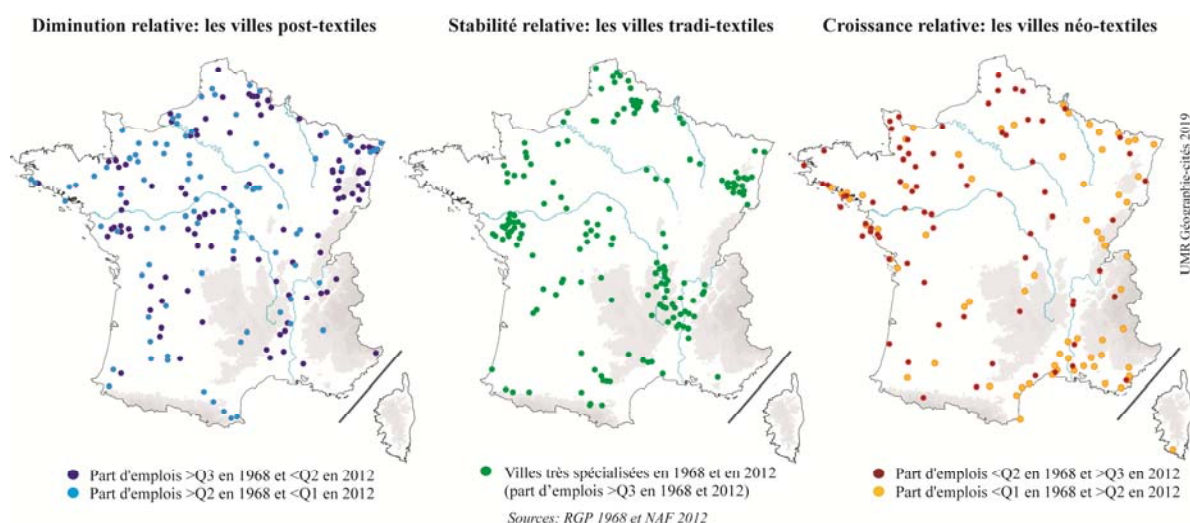 Diminution relative: les villes post-textiles
Stabilité relative: les villes tradi-textiles
Croissance relative: les villes néo-textiles
UMR Géographie-cités 2019
Part d'emplois >Q3 en 1968 et <Q2 en 2012
Part d'emplois >Q2 en 1968 et <Q1 en 2012
Villes très spécialisées en 1968 et en 2012
(part d'emplois >Q3 en 1968 et 2012)
Part d'emplois <Q2 en 1968 et >Q3 en 2012
Part d'emplois <Q1 en 1968 et >Q2 en 2012
Sources: RGP 1968 et NAF 2012